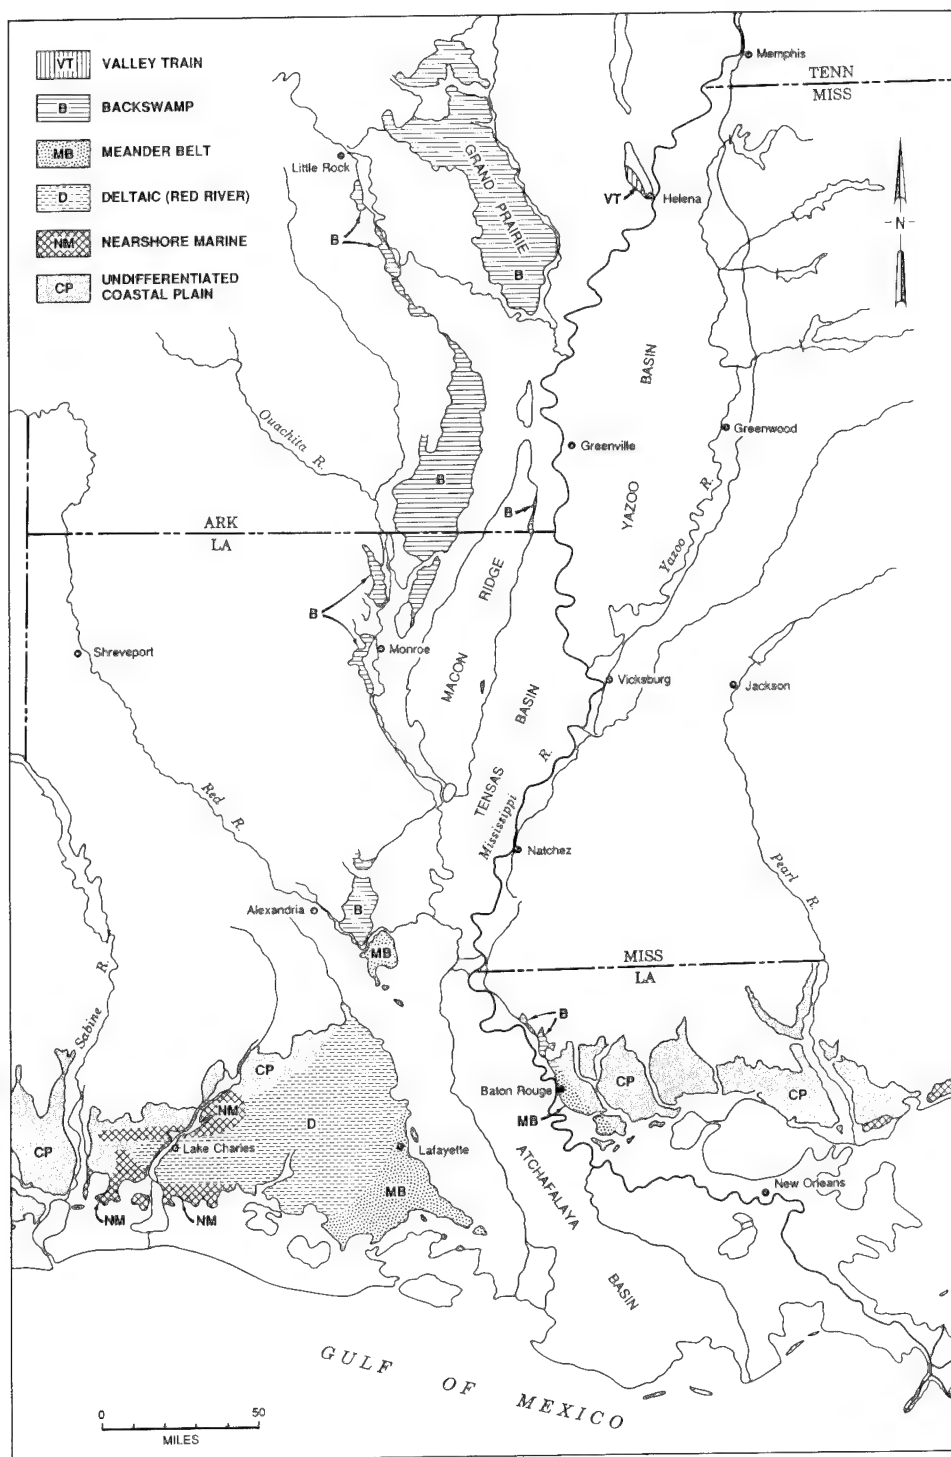 VT VALLEY TRAIN
B BACKSWAMP
MB MEANDER BELT
D DELTAIC (RED RIVER)
NM NEARSHORE MARINE
CP UNDIFFERENTIATED
COASTAL PLAIN
Memphis
TENN
MISS
Little Rock
GRAND PRAIRIE
VT
Helena
N
B
B
BASIN
Ouachita R.
Greenville
Greenwood
B
YAZOO
Yazoo R.
B
ARK
LA
RIDGE
B
Shreveport
Monroe
MACON
BASIN
Vicksburg
Jackson
TENSAS
Mississippi R.
Red R.
Natchez
Pearl R.
Alexandria
B
MB
MISS
LA
Sabine R.
B
CP
NM
Baton Rouge
CP
CP
D
MB
CP
Lake Charles
Lafayette
ATCHAFALAYA
New Orleans
MB
NM
NM
BASIN
GULF OF MEXICO
0 50
MILES